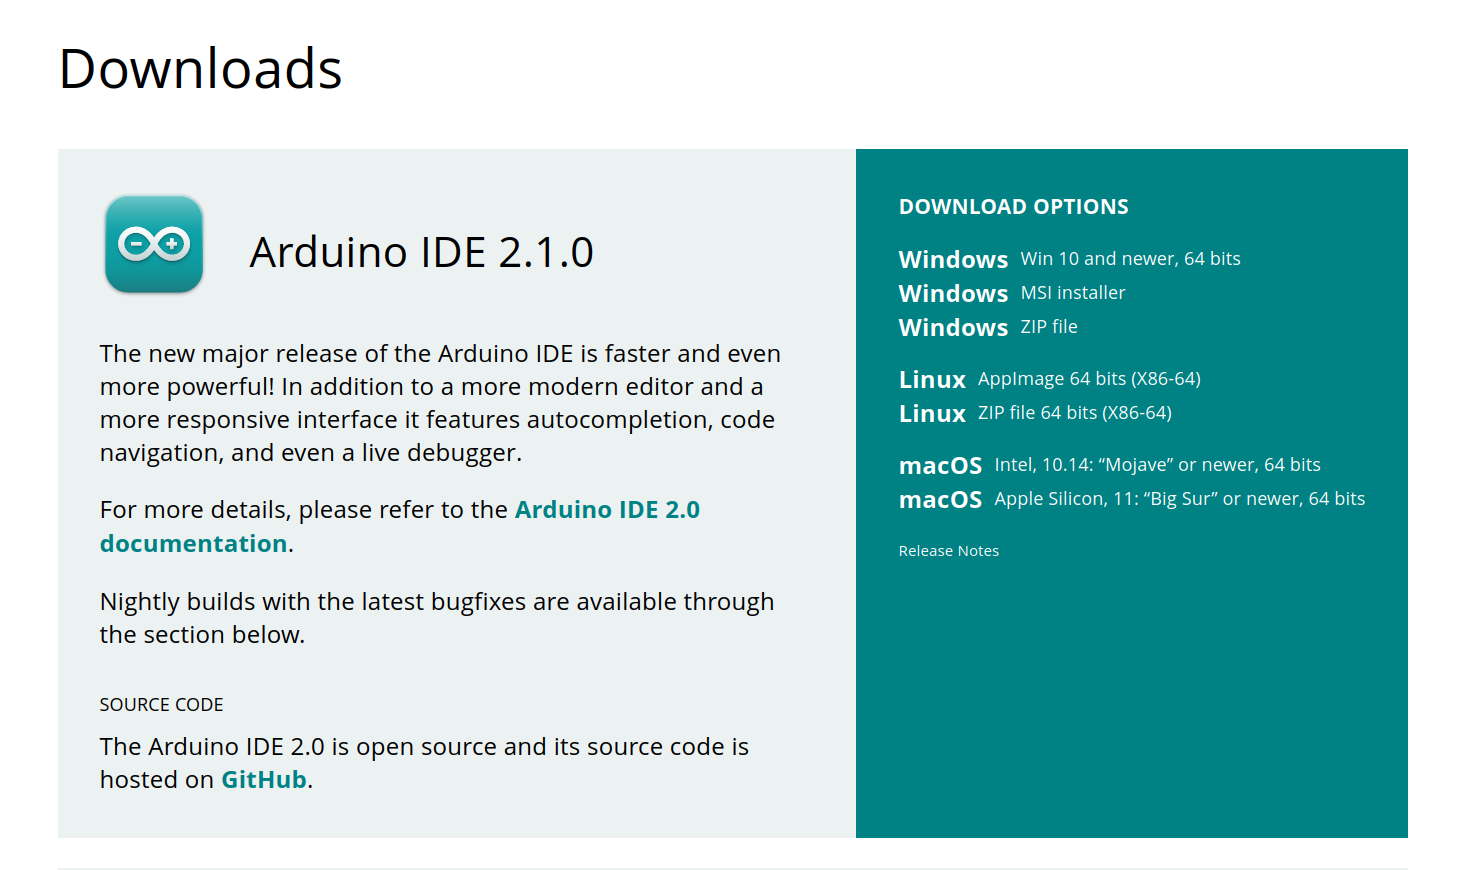 Downloads
Arduino IDE 2.1.0
The new major release of the Arduino IDE is faster and even
more powerful! In addition to a more modern editor and a
more responsive interface it features autocompletion, code
navigation, and even a live debugger.
For more details, please refer to the Arduino IDE 2.0
documentation.
Nightly builds with the latest bugfixes are available through
the section below.
SOURCE CODE
The Arduino IDE 2.0 is open source and its source code is
hosted on GitHub.
DOWNLOAD OPTIONS
Windows Win 10 and newer, 64 bits
Windows MSI installer
Windows ZIP file
Linux AppImage 64 bits (X86-64)
Linux ZIP file 64 bits (X86-64)
macOS Intel, 10.14: “Mojave” or newer, 64 bits
macOS Apple Silicon, 11: “Big Sur” or newer, 64 bits
Release Notes